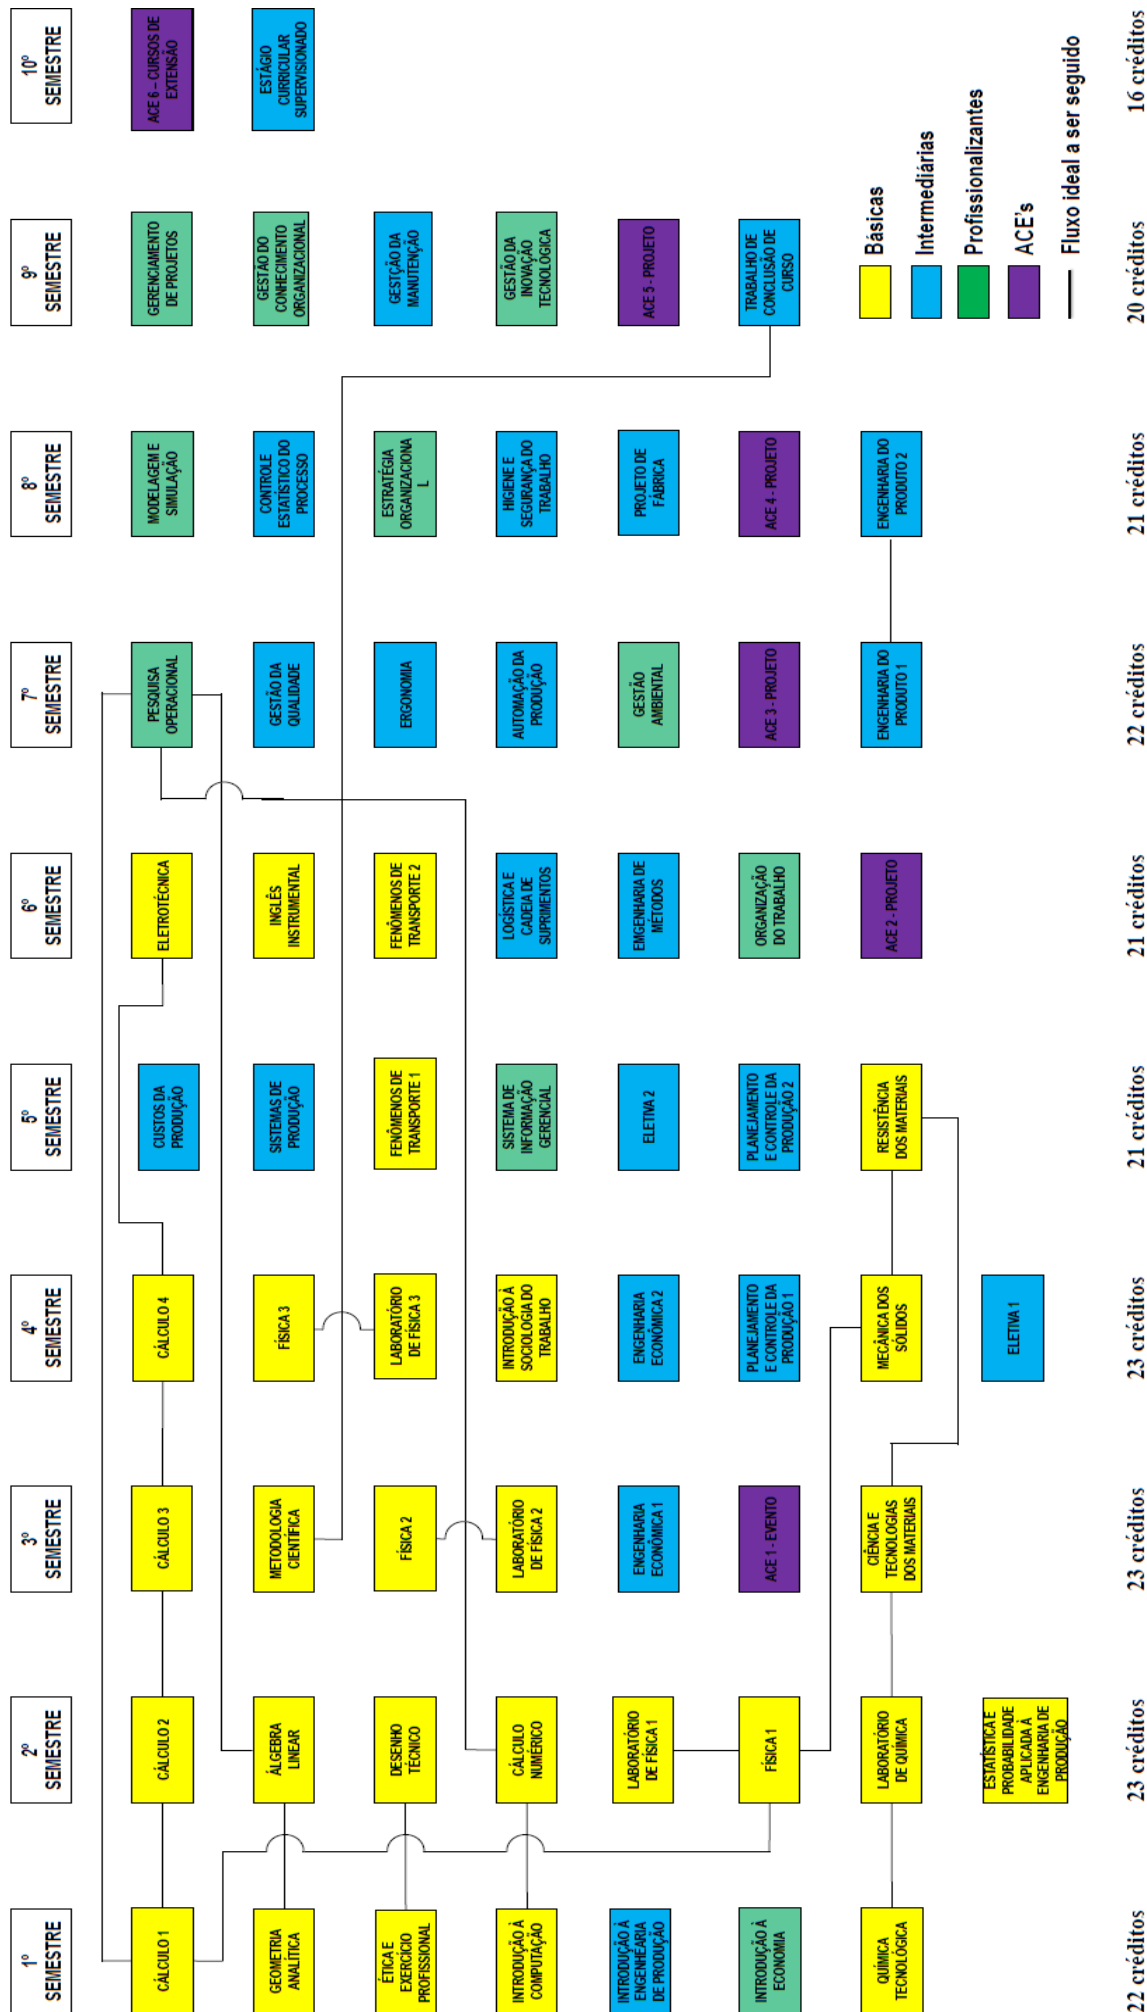 1º
SEMESTRE
CÁLCULO 1
GEOMETRIA
ANALÍTICA
ÉTICA E
EXERCÍCIO
PROFISSIONAL
INTRODUÇÃO À
COMPUTAÇÃO
INTRODUÇÃO À
ENGENHEARIA
DE PRODUÇÃO
INTRODUÇÃO À
ECONOMIA
QUÍMICA
TECNOLÓGICA
22 créditos
2º
SEMESTRE
CÁLCULO 2
ÁLGEBRA
LINEAR
DESENHO
TÉCNICO
CÁLCULO
NUMÉRICO
LABORATÓRIO
DE FÍSICA 1
FÍSICA 1
LABORATÓRIO
DE QUÍMICA
ESTATÍSTICA E
PROBABILIDADE
APLICADA À
ENGENHARIA DE
PRODUÇÃO
23 créditos
3º
SEMESTRE
CÁLCULO 3
METODOLOGIA
CIENTÍFICA
FÍSICA 2
LABORATÓRIO
DE FÍSICA 2
ENGENHARIA
ECONÔMICA 1
ACE 1 - EVENTO
CIÊNCIA E
TECNOLOGIAS
DOS MATERIAIS
23 créditos
4º
SEMESTRE
CÁLCULO 4
FÍSICA 3
LABORATÓRIO
DE FÍSICA 3
INTRODUÇÃO À
SOCIOLOGIA DO
TRABALHO
ENGENHARIA
ECONÔMICA 2
PLANEJAMENTO
E CONTROLE DA
PRODUÇÃO 1
MECÂNICA DOS
SÓLIDOS
ELETIVA 1
23 créditos
5º
SEMESTRE
CUSTOS DA
PRODUÇÃO
SISTEMAS DE
PRODUÇÃO
FENÔMENOS DE
TRANSPORTE 1
SISTEMA DE
INFORMAÇÃO
GERENCIAL
ELETIVA 2
PLANEJAMENTO
E CONTROLE DA
PRODUÇÃO 2
RESISTÊNCIA
DOS MATERIAIS
21 créditos
6º
SEMESTRE
ELETROTÉCNICA
INGLÊS
INSTRUMENTAL
FENÔMENOS DE
TRANSPORTE 2
LOGÍSTICA E
CADEIA DE
SUPRIMENTOS
EMGENHARIA DE
MÉTODOS
ORGANIZAÇÃO
DO TRABALHO
ACE 2 - PROJETO
21 créditos
7º
SEMESTRE
PESQUISA
OPERACIONAL
GESTÃO DA
QUALIDADE
ERGONOMIA
AUTOMAÇÃO DA
PRODUÇÃO
GESTÃO
AMBIENTAL
ACE 3 - PROJETO
ENGENHARIA DO
PRODUTO 1
22 créditos
8º
SEMESTRE
MODELAGEM E
SIMULAÇÃO
CONTROLE
ESTATÍSTICO DO
PROCESSO
ESTRATÉGIA
ORGANIZACIONA
L
HIGIENE E
SEGURANÇA DO
TRABALHO
PROJETO DE
FÁBRICA
ACE 4 - PROJETO
ENGENHARIA DO
PRODUTO 2
21 créditos
9º
SEMESTRE
GERENCIAMENTO
DE PROJETOS
GESTÃO DO
CONHECIMENTO
ORGANIZACIONAL
GESTÇÃO DA
MANUTENÇÃO
GESTÃO DA
INOVAÇÃO
TECNOLOGICA
ACE 5 - PROJETO
TRABALHO DE
CONCLUSÃO DE
CURSO
20 créditos
10º
SEMESTRE
ACE 6 – CURSOS DE
EXTENSÃO
ESTÁGIO
CURRICULAR
SUPERVISIONADO
16 créditos
Básicas
Intermediárias
Profissionalizantes
ACE's
Fluxo ideal a ser seguido